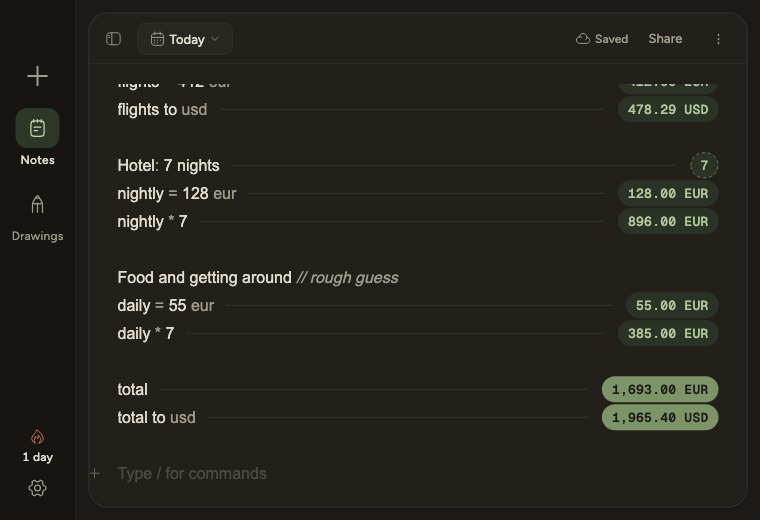 Today
Saved
Share
flights to usd
478.29 USD
Hotel: 7 nights
7
nightly = 128 eur
128.00 EUR
nightly * 7
896.00 EUR
Food and getting around // rough guess
daily = 55 eur
55.00 EUR
daily * 7
385.00 EUR
total
1,693.00 EUR
total to usd
1,965.40 USD
Type / for commands
Notes
Drawings
1 day